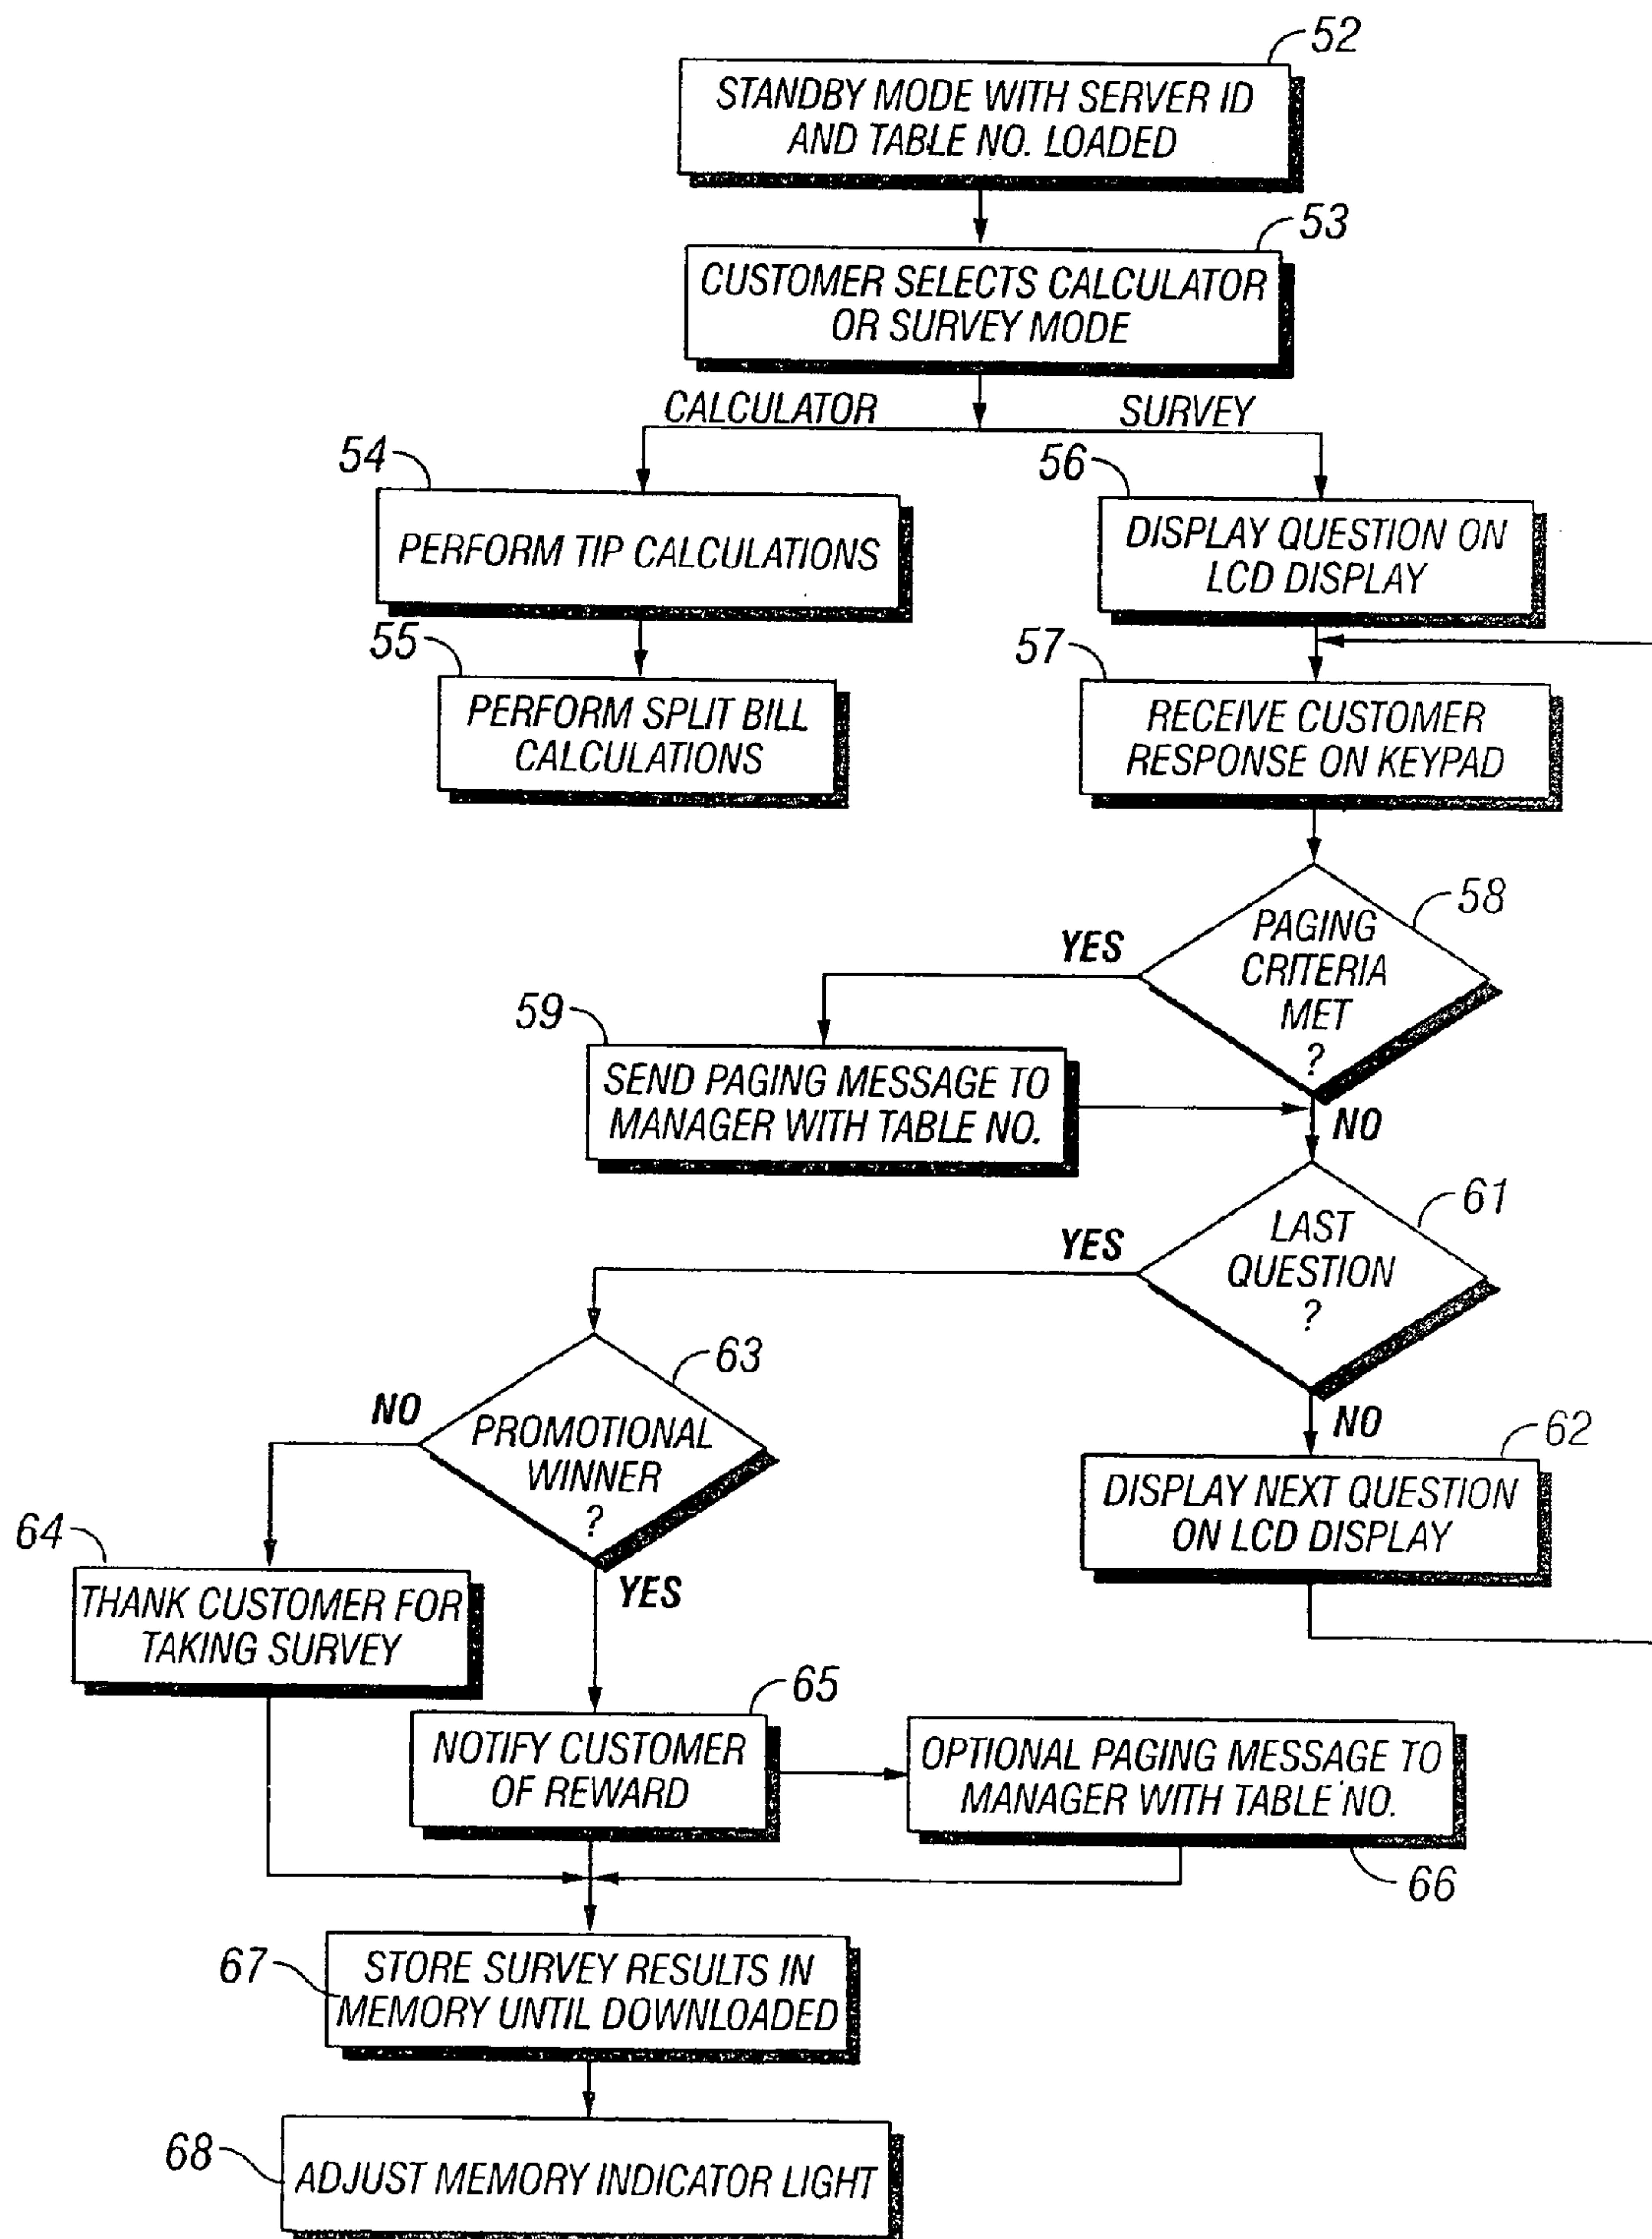 52
STANDBY MODE WITH SERVER ID
AND TABLE NO. LOADED
53
CUSTOMER SELECTS CALCULATOR
OR SURVEY MODE
CALCULATOR
SURVEY
54
PERFORM TIP CALCULATIONS
56
DISPLAY QUESTION ON
LCD DISPLAY
55
PERFORM SPLIT BILL
CALCULATIONS
57
RECEIVE CUSTOMER
RESPONSE ON KEYPAD
58
PAGING
CRITERIA
MET
?
YES
59
SEND PAGING MESSAGE TO
MANAGER WITH TABLE NO.
NO
61
LAST
QUESTION
?
YES
63
PROMOTIONAL
WINNER
?
NO
NO
62
DISPLAY NEXT QUESTION
ON LCD DISPLAY
64
THANK CUSTOMER FOR
TAKING SURVEY
YES
65
NOTIFY CUSTOMER
OF REWARD
OPTIONAL PAGING MESSAGE TO
MANAGER WITH TABLE NO.
66
67
STORE SURVEY RESULTS IN
MEMORY UNTIL DOWNLOADED
68
ADJUST MEMORY INDICATOR LIGHT